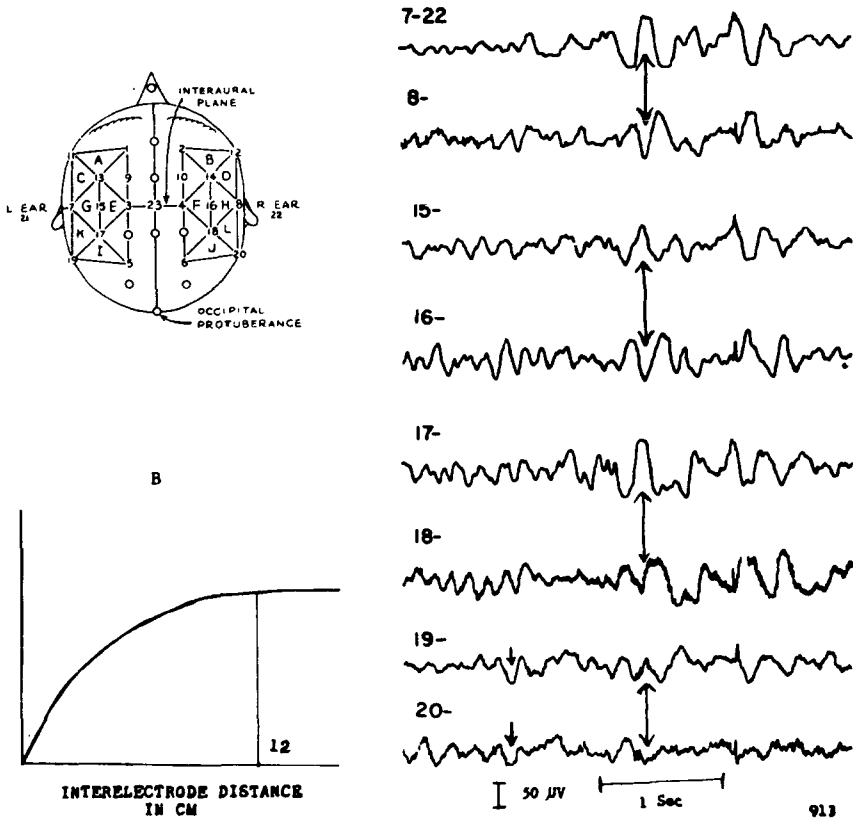 INTERAURAL
PLANE
11 A 2 B 12
C 13 9 10 14 D
L EAR 7 G 15 E 3 23 4 F 16 H 8 R EAR
21 22
K 17 18 L
I J
19 5 6 20
OCCIPITAL
PROTUBERANCE
B
12
INTERELECTRODE DISTANCE
IN CM
7-22
8-
15-
16-
17-
18-
19-
20-
50 µV
1 Sec
913